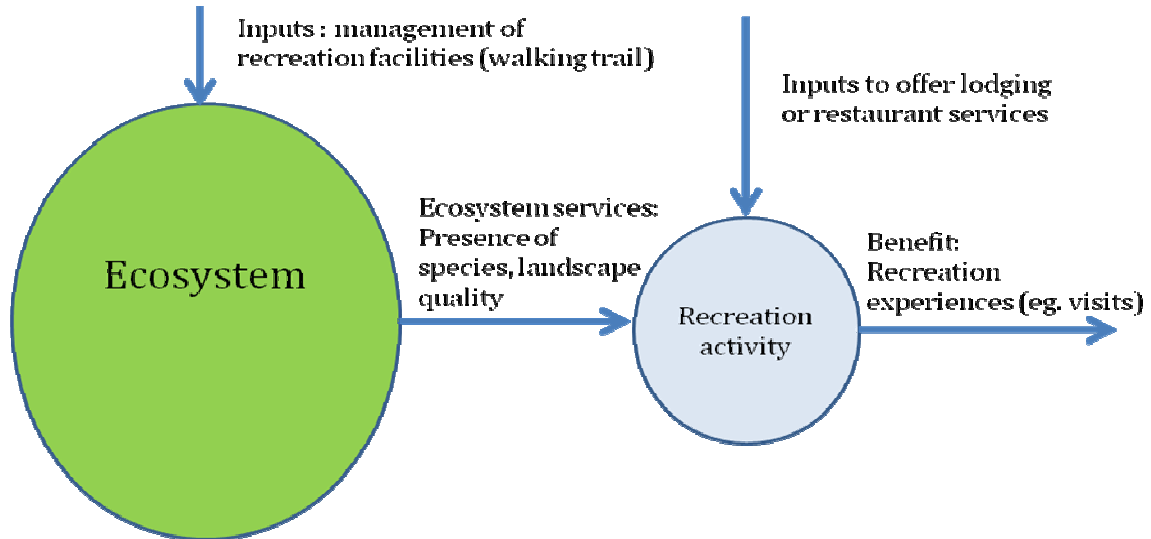 Inputs : management of
recreation facilities (walking trail)
Inputs to offer lodging
or restaurant services
Ecosystem services:
Presence of
species, landscape
quality
Benefit:
Recreation
experiences (eg. visits)
Ecosystem
Recreation
activity